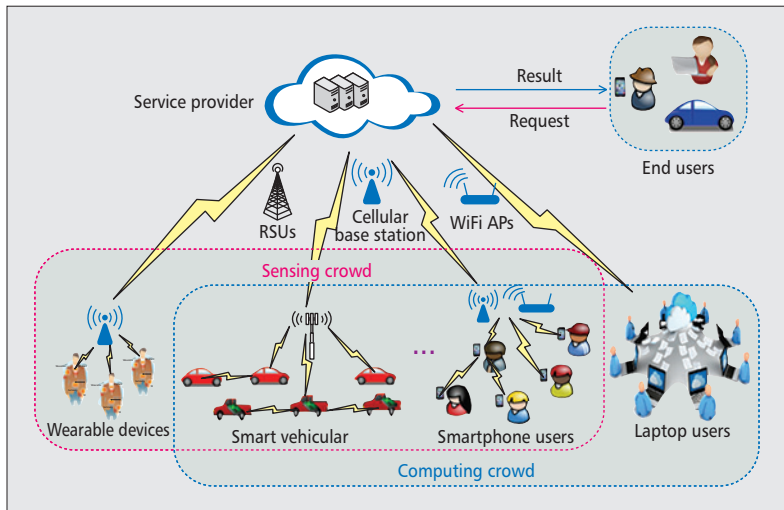 Service provider
Result
Request
End users
RSUs
Cellular
base station
WiFi APs
Sensing crowd
...
Wearable devices
Smart vehicular
Smartphone users
Laptop users
Computing crowd